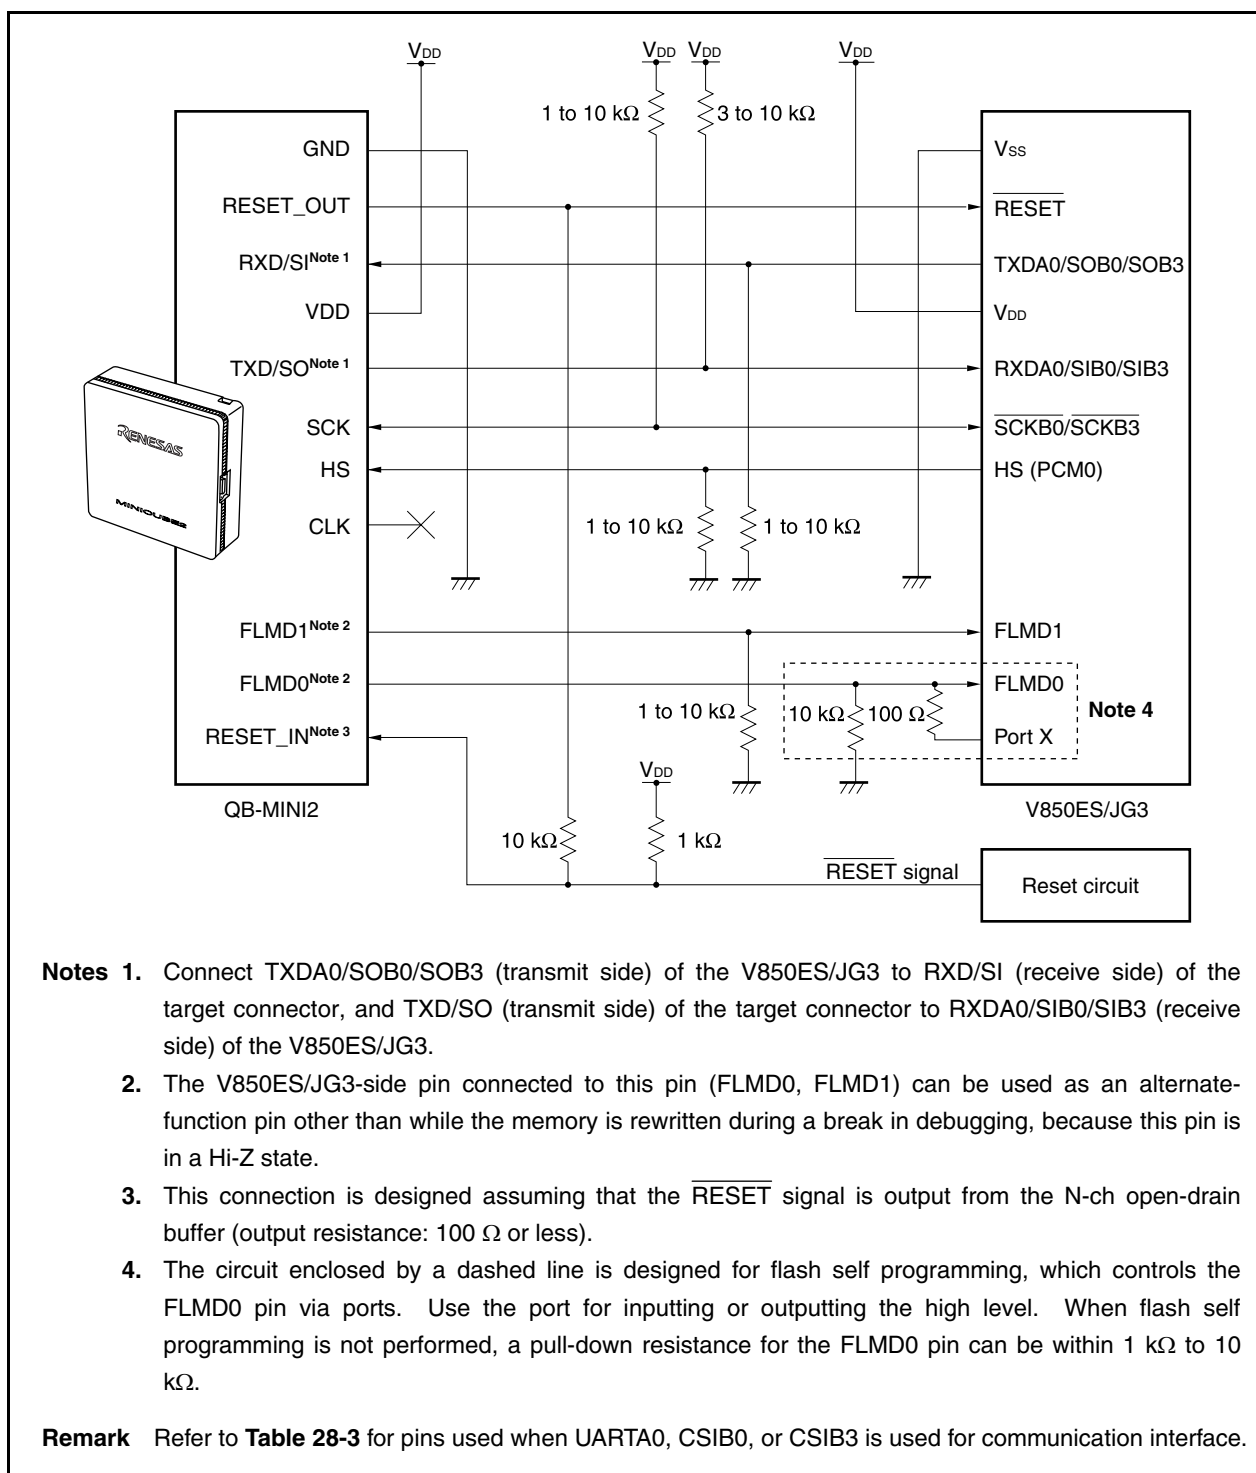 VDD VDD VDD VDD
1 to 10 kΩ 3 to 10 kΩ
GND VSS
RESET_OUT RESET
RXD/SI Note 1 TXDA0/SOB0/SOB3
VDD VDD
TXD/SO Note 1 RXDA0/SIB0/SIB3
RENESAS
SCK SCKB0/SCKB3
HS HS (PCM0)
MINICUBE2
CLK 1 to 10 kΩ 1 to 10 kΩ
FLMD1 Note 2 FLMD1
FLMD0 Note 2 FLMD0
1 to 10 kΩ 10 kΩ 100 Ω Note 4
RESET_IN Note 3 Port X
VDD
QB-MINI2 V850ES/JG3
10 kΩ 1 kΩ
RESET signal Reset circuit
Notes 1. Connect TXDA0/SOB0/SOB3 (transmit side) of the V850ES/JG3 to RXD/SI (receive side) of the
target connector, and TXD/SO (transmit side) of the target connector to RXDA0/SIB0/SIB3 (receive
side) of the V850ES/JG3.
2. The V850ES/JG3-side pin connected to this pin (FLMD0, FLMD1) can be used as an alternate-
function pin other than while the memory is rewritten during a break in debugging, because this pin is
in a Hi-Z state.
3. This connection is designed assuming that the RESET signal is output from the N-ch open-drain
buffer (output resistance: 100 Ω or less).
4. The circuit enclosed by a dashed line is designed for flash self programming, which controls the
FLMD0 pin via ports. Use the port for inputting or outputting the high level. When flash self
programming is not performed, a pull-down resistance for the FLMD0 pin can be within 1 kΩ to 10
kΩ.
Remark Refer to Table 28-3 for pins used when UARTA0, CSIB0, or CSIB3 is used for communication interface.